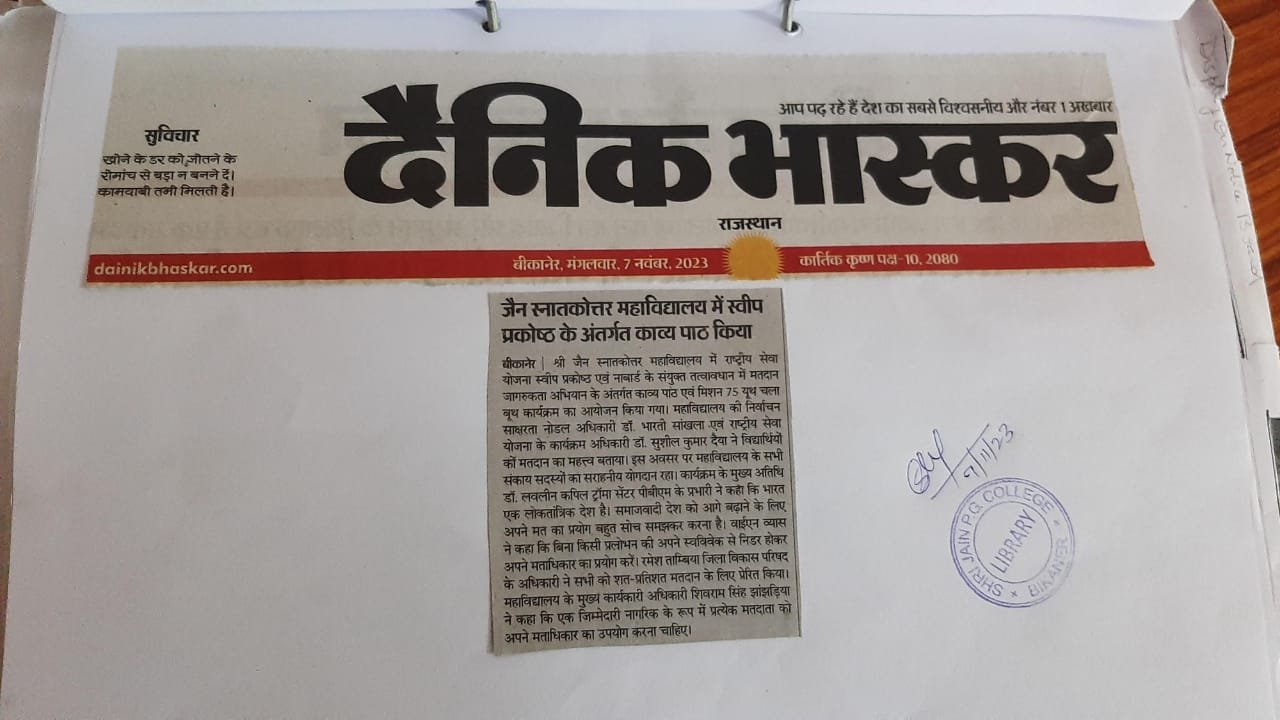 आप पढ़ रहे हैं देश का सबसे विश्वसनीय और नंबर 1 अखबार
सुविचार
खोने के डर को जीतने के
रोमांच से बड़ा न बनने दें।
कामयाबी तभी मिलती है।
दैनिक भास्कर
राजस्थान
dainikbhaskar.com
बीकानेर, मंगलवार, 7 नवंबर, 2023
कार्तिक कृष्ण पक्ष-10, 2080
जैन स्नातकोत्तर महाविद्यालय में स्वीप
प्रकोष्ठ के अंतर्गत काव्य पाठ किया
बीकानेर | श्री जैन स्नातकोत्तर महाविद्यालय में राष्ट्रीय सेवा
योजना स्वीप प्रकोष्ठ एवं नाबार्ड के संयुक्त तत्वावधान में मतदान
जागरुकता अभियान के अंतर्गत काव्य पाठ एवं मिशन 75 यूथ चला
बूथ कार्यक्रम का आयोजन किया गया। महाविद्यालय की निर्वाचन
साक्षरता नोडल अधिकारी डॉ. भारती सांखला एवं राष्ट्रीय सेवा
योजना के कार्यक्रम अधिकारी डॉ. सुशील कुमार दैया ने विद्यार्थियों
को मतदान का महत्त्व बताया। इस अवसर पर महाविद्यालय के सभी
संकाय सदस्यों का सराहनीय योगदान रहा। कार्यक्रम के मुख्य अतिथि
डॉ. लवलीन कपिल ट्रॉमा सेंटर पीबीएम के प्रभारी ने कहा कि भारत
एक लोकतांत्रिक देश है। समाजवादी देश को आगे बढ़ाने के लिए
अपने मत का प्रयोग बहुत सोच समझकर करना है। वाईएन व्यास
ने कहा कि बिना किसी प्रलोभन की अपने स्वविवेक से निडर होकर
अपने मताधिकार का प्रयोग करें। रमेश ताम्बिया जिला विकास परिषद
के अधिकारी ने सभी को शत-प्रतिशत मतदान के लिए प्रेरित किया।
महाविद्यालय के मुख्य कार्यकारी अधिकारी शिवराम सिंह झांझड़िया
ने कहा कि एक जिम्मेदारी नागरिक के रूप में प्रत्येक मतदाता को
अपने मताधिकार का उपयोग करना चाहिए।
/11/23
SHRI JAIN P.G. COLLEGE
LIBRARY
BIKANER